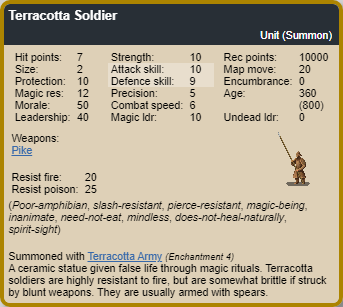 Terracotta Soldier
Unit (Summon)
Hit points: 7 Strength: 10 Rec points: 10000
Size: 2 Attack skill: 10 Map move: 20
Protection: 10 Defence skill: 9 Encumbrance: 0
Magic res: 12 Precision: 5 Age: 360
Morale: 50 Combat speed: 6 (800)
Leadership: 40 Magic ldr: 10 Undead ldr: 0
Weapons:
Pike
Resist fire: 20
Resist poison: 25
(Poor-amphibian, slash-resistant, pierce-resistant, magic-being,
inanimate, need-not-eat, mindless, does-not-heal-naturally,
spirit-sight)
Summoned with Terracotta Army (Enchantment 4)
A ceramic statue given false life through magic rituals. Terracotta
soldiers are highly resistant to fire, but are somewhat brittle if struck
by blunt weapons. They are usually armed with spears.